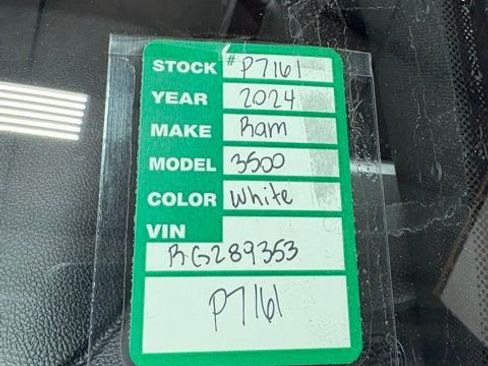 STOCK # P7161
YEAR 2024
MAKE Ram
MODEL 3500
COLOR White
VIN
RG289353
P7161